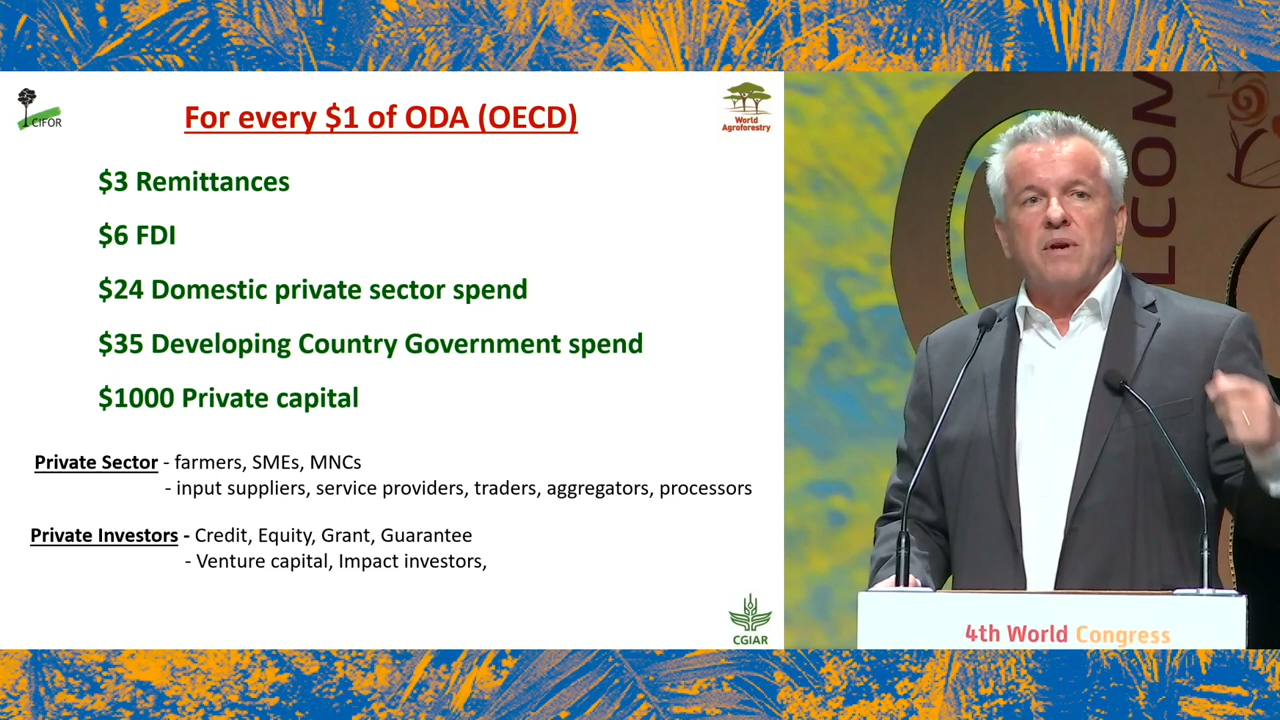 CIFOR
For every $1 of ODA (OECD)
World
Agroforestry
$3 Remittances
$6 FDI
$24 Domestic private sector spend
$35 Developing Country Government spend
$1000 Private capital
Private Sector - farmers, SMEs, MNCs
- input suppliers, service providers, traders, aggregators, processors
Private Investors - Credit, Equity, Grant, Guarantee
- Venture capital, Impact investors,
CGIAR
LCOM
4th World Congress